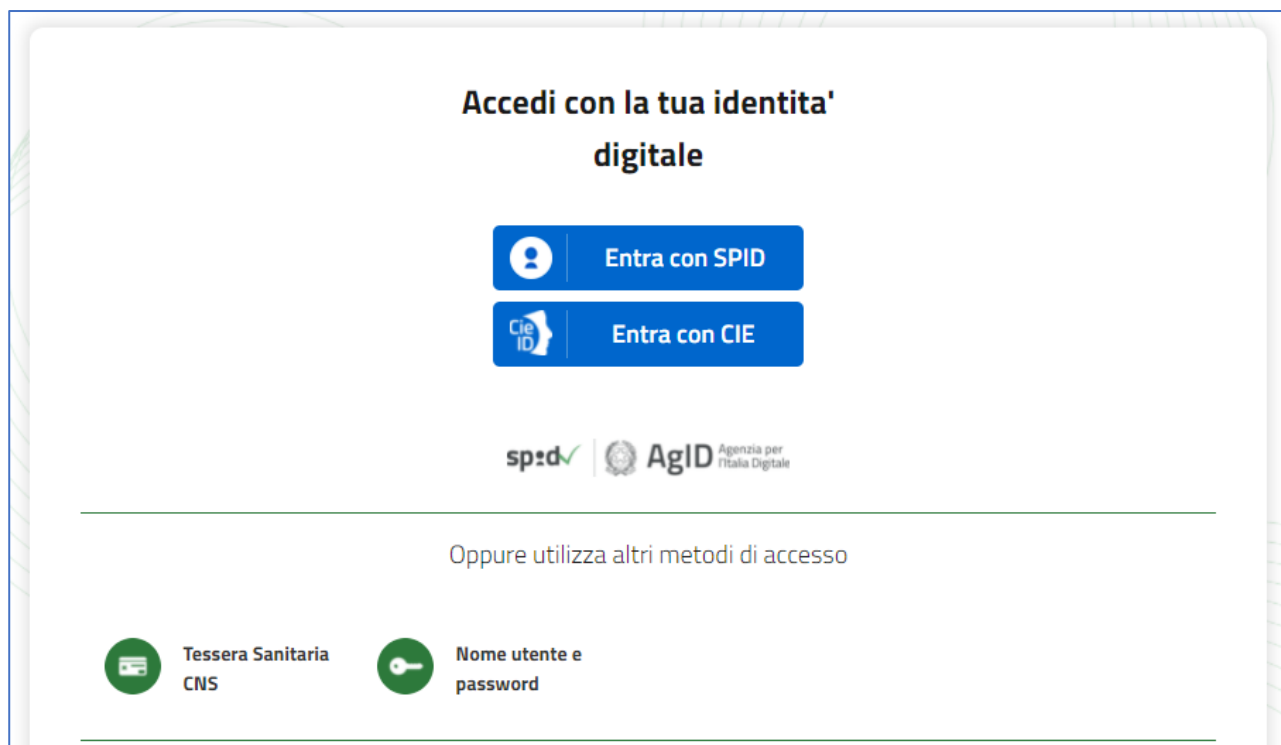 Accedi con la tua identita'
digitale
Entra con SPID
Cie
ID
Entra con CIE
spid
AgID
Agenzia per
l'Italia Digitale
Oppure utilizza altri metodi di accesso
Tessera Sanitaria
CNS
Nome utente e
password